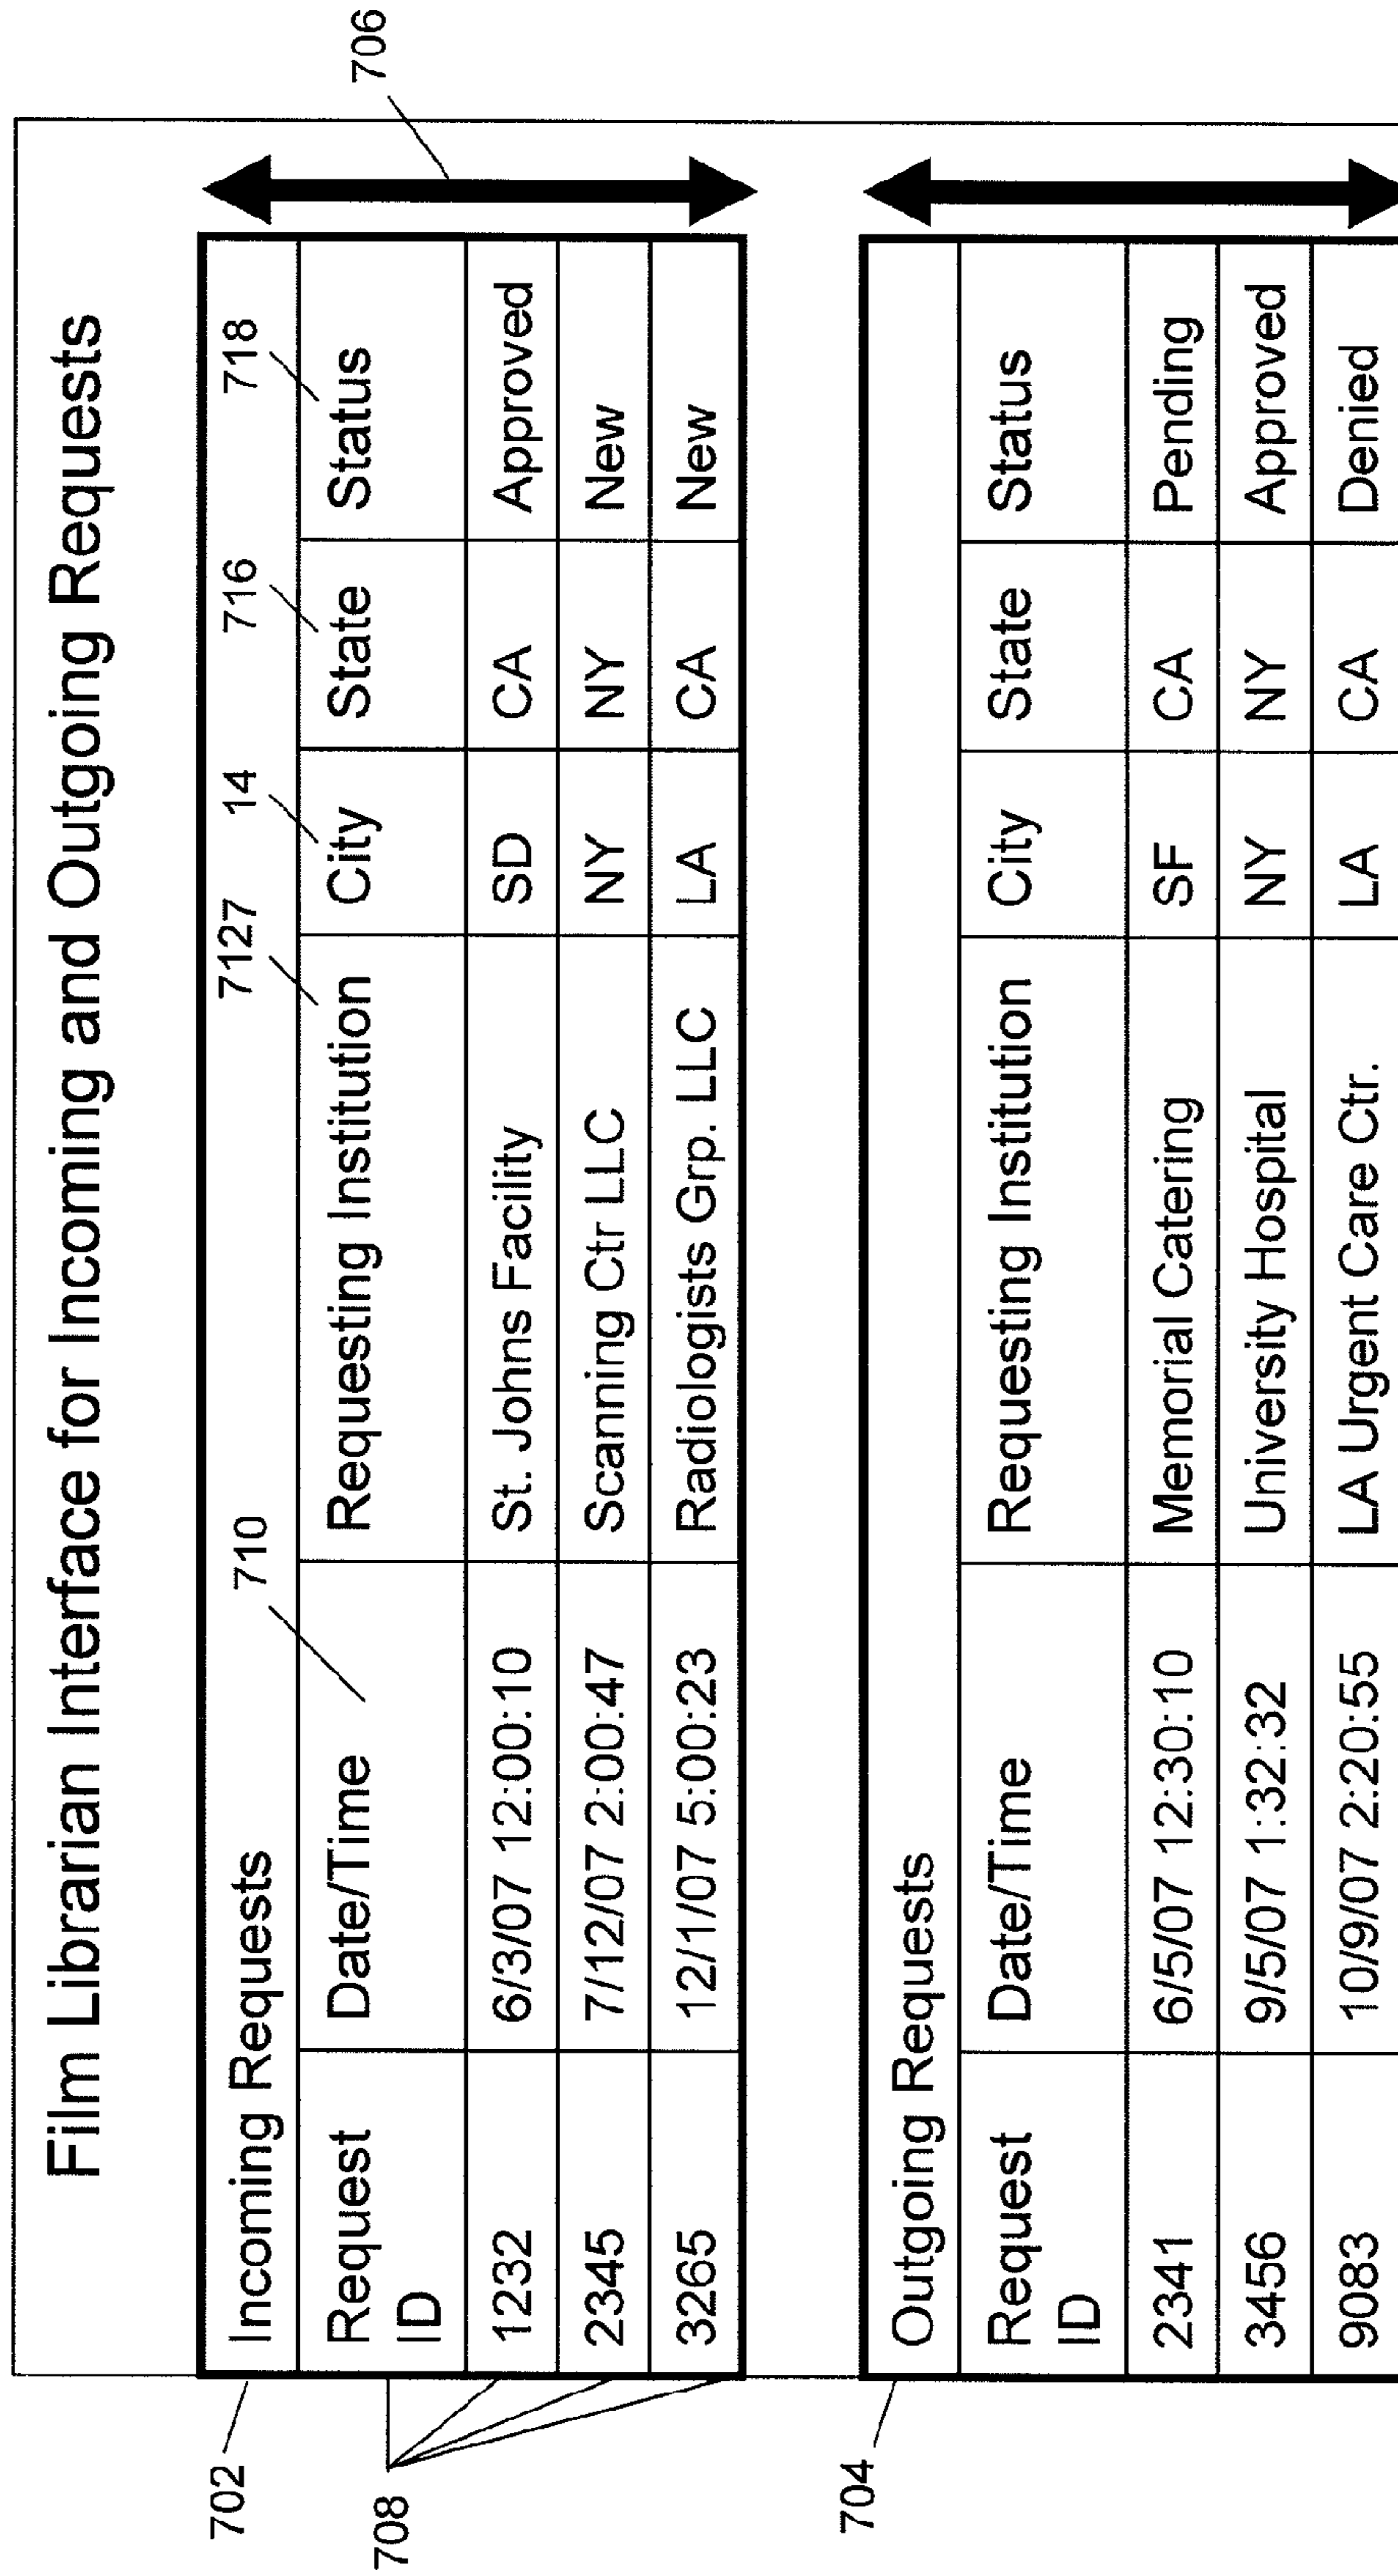 Film Librarian Interface for Incoming and Outgoing Requests
702
Incoming Requests
710
7127 14 716 718
706
708
Request ID Date/Time Requesting Institution City State Status
1232 6/3/07 12:00:10 St. Johns Facility SD CA Approved
2345 7/12/07 2:00:47 Scanning Ctr LLC NY NY New
3265 12/1/07 5:00:23 Radiologists Grp. LLC LA CA New
704
Outgoing Requests
Request ID Date/Time Requesting Institution City State Status
2341 6/5/07 12:30:10 Memorial Catering SF CA Pending
3456 9/5/07 1:32:32 University Hospital NY NY Approved
9083 10/9/07 2:20:55 LA Urgent Care Ctr. LA CA Denied